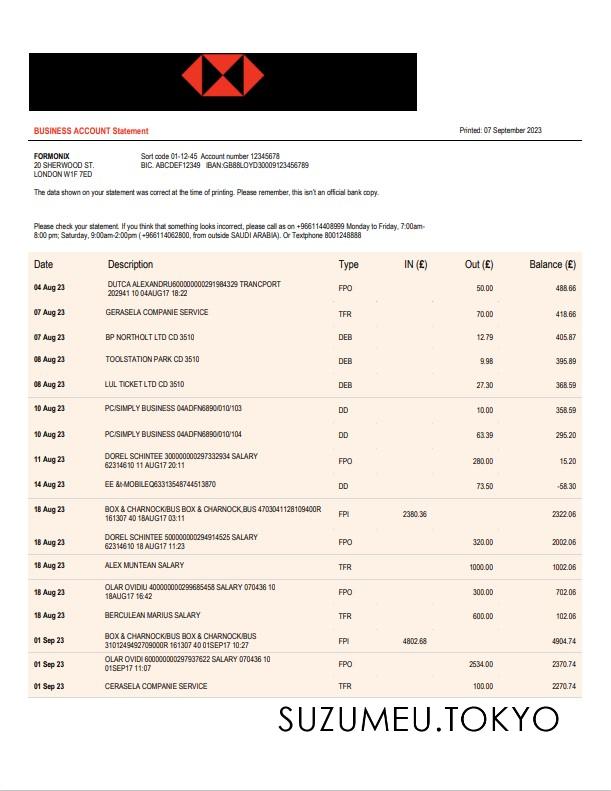 BUSINESS ACCOUNT Statement
Printed: 07 September 2023
FORMONIX Sort code 01-12-45 Account number 12345678
20 SHERWOOD ST. BIC. ABCDEF12349 IBAN:GB88LOYD30009123456789
LONDON W1F 7ED
The data shown on your statement was correct at the time of printing. Please remember, this isn't an official bank copy.
Please check your statement. If you think that something looks incorrect, please call as on +966114408999 Monday to Friday, 7:00am-
8:00 pm; Saturday, 9:00am-2:00pm ( +966114062800, from outside SAUDI ARABIA). Or Textphone 8001248888
Date Description Type IN (£) Out (£) Balance (£)
04 Aug 23 DUTCA ALEXANDRU600000000291984329 TRANCPORT FPO 50.00 488.66
202941 10 04AUG17 18:22
07 Aug 23 GERASELA COMPANIE SERVICE TFR 70.00 418.66
07 Aug 23 BP NORTHOLT LTD CD 3510 DEB 12.79 405.87
08 Aug 23 TOOLSTATION PARK CD 3510 DEB 9.98 395.89
08 Aug 23 LUL TICKET LTD CD 3510 DEB 27.30 368.59
10 Aug 23 PC/SIMPLY BUSINESS 04ADFN6890/010/103 DD 10.00 358.59
10 Aug 23 PC/SIMPLY BUSINESS 04ADFN6890/010/104 DD 63.39 295.20
11 Aug 23 DOREL SCHINTEE 300000000297332934 SALARY FPO 280.00 15.20
62314610 11 AUG17 20:11
14 Aug 23 EE &t-MOBILEQ63313548744513870 DD 73.50 -58.30
18 Aug 23 BOX & CHARNOCK/BUS BOX & CHARNOCK,BUS 4703041128109400R FPI 2380.36 2322.06
161307 40 18AUG17 03:11
18 Aug 23 DOREL SCHINTEE 500000000294914525 SALARY FPO 320.00 2002.06
62314610 18 AUG17 11:23
18 Aug 23 ALEX MUNTEAN SALARY TFR 1000.00 1002.06
18 Aug 23 OLAR OVIDIU 400000000299685458 SALARY 070436 10 FPO 300.00 702.06
18AUG17 16:42
18 Aug 23 BERCULEAN MARIUS SALARY TFR 600.00 102.06
01 Sep 23 BOX & CHARNOCK/BUS BOX & CHARNOCK/BUS FPI 4802.68 4904.74
3101249492709000R 161307 40 01SEP17 10:27
01 Sep 23 OLAR OVIDI 600000000297937622 SALARY 070436 10 FPO 2534.00 2370.74
01SEP17 11:07
01 Sep 23 CERASELA COMPANIE SERVICE TFR 100.00 2270.74
SUZUMEU.TOKYO